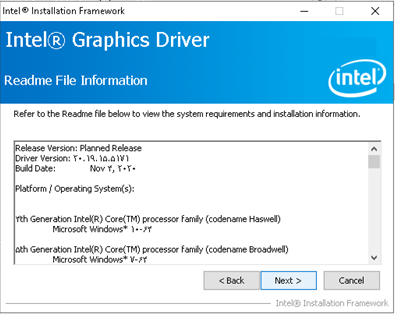 Intel® Installation Framework
Intel® Graphics Driver
Readme File Information
intel
Refer to the Readme file below to view the system requirements and installation information.
Release Version: Planned Release
Driver Version: ۲۰.۱۹.۱۵.۵۱۷۱
Build Date: Nov ۴, ۲۰۲۰
Platform / Operating System(s):
۴th Generation Intel(R) Core(TM) processor family (codename Haswell)
Microsoft Windows* ۱۰-۶۴
۵th Generation Intel(R) Core(TM) processor family (codename Broadwell)
Microsoft Windows* ۷-۶۴
< Back
Next >
Cancel
Intel® Installation Framework